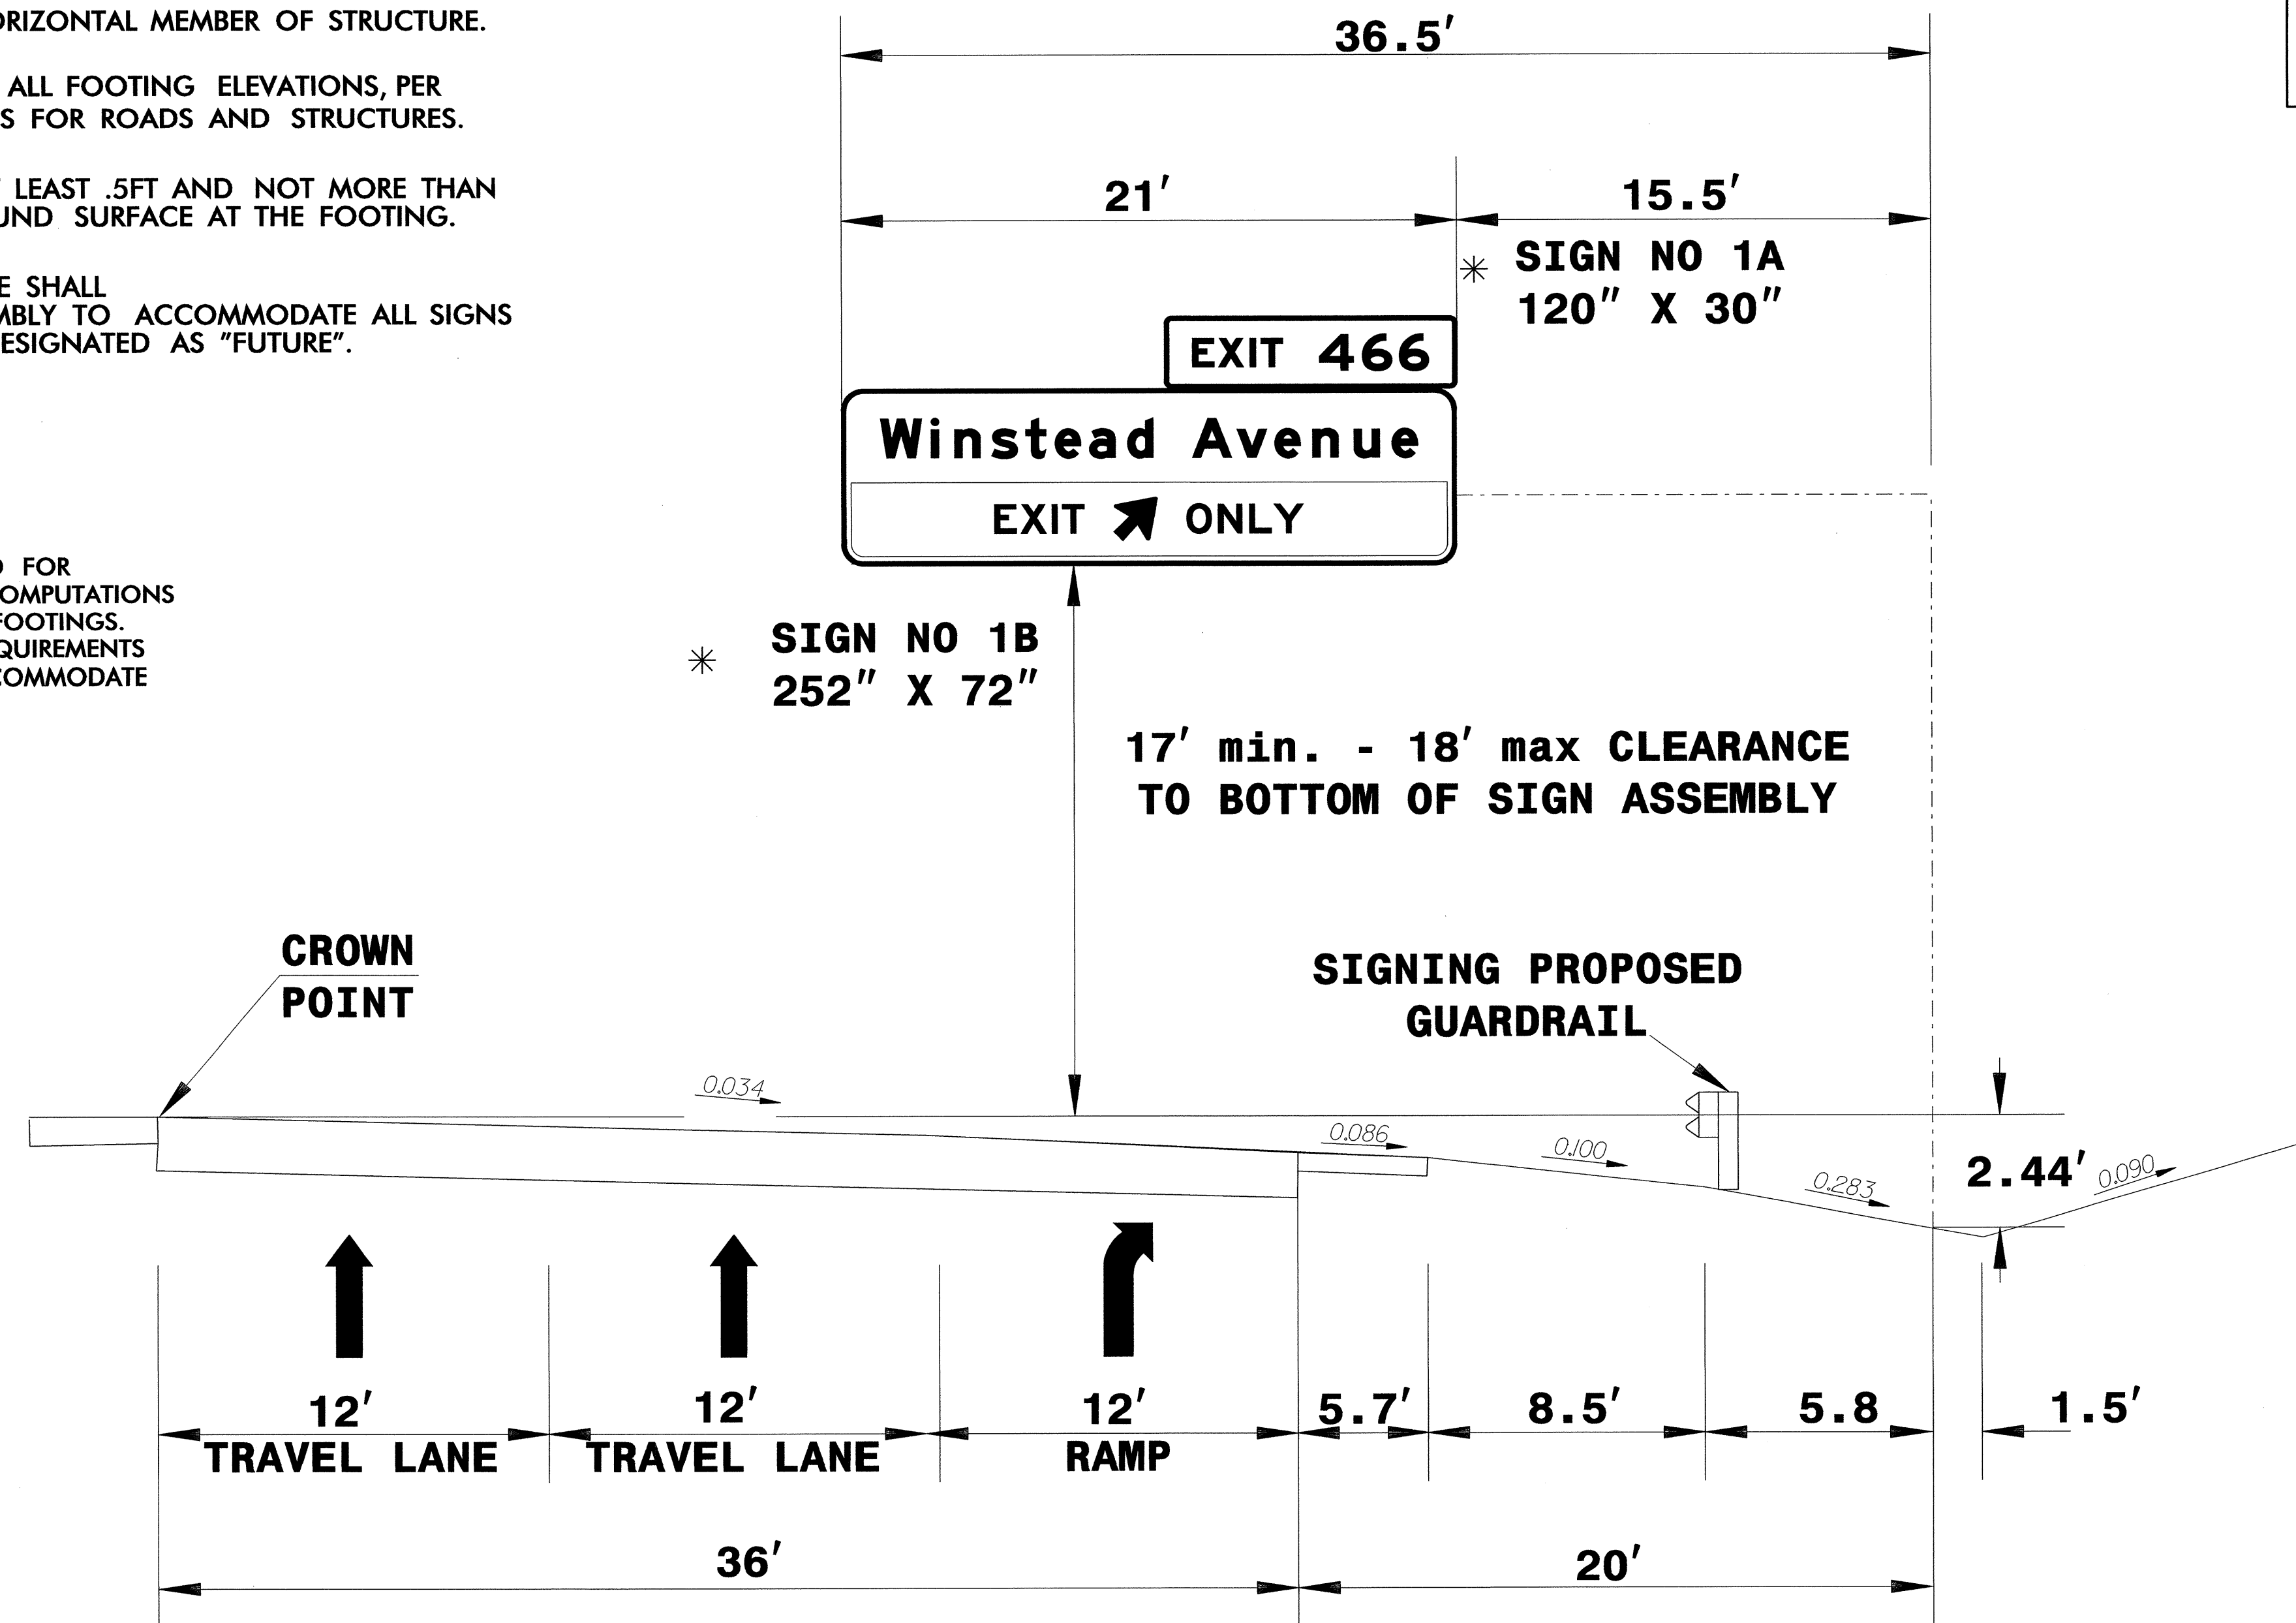 ORIZONTAL MEMBER OF STRUCTURE.
ALL FOOTING ELEVATIONS, PER
S FOR ROADS AND STRUCTURES.
LEAST .5FT AND NOT MORE THAN
UND SURFACE AT THE FOOTING.
E SHALL
MBLY TO ACCOMMODATE ALL SIGNS
ESIGNATED AS "FUTURE".
FOR
OMPUTATIONS
FOOTINGS.
QUIREMENTS
COMMODATE
36.5'
21'
15.5'
* SIGN NO 1A
120" X 30"
EXIT 466
Winstead Avenue
EXIT ONLY
* SIGN NO 1B
252" X 72"
17' min. - 18' max CLEARANCE
TO BOTTOM OF SIGN ASSEMBLY
CROWN
POINT
SIGNING PROPOSED
GUARDRAIL
0.034
0.086
0.100
0.283
2.44'
0.090
12'
TRAVEL LANE
12'
TRAVEL LANE
12'
RAMP
5.7'
8.5'
5.8
1.5'
36'
20'